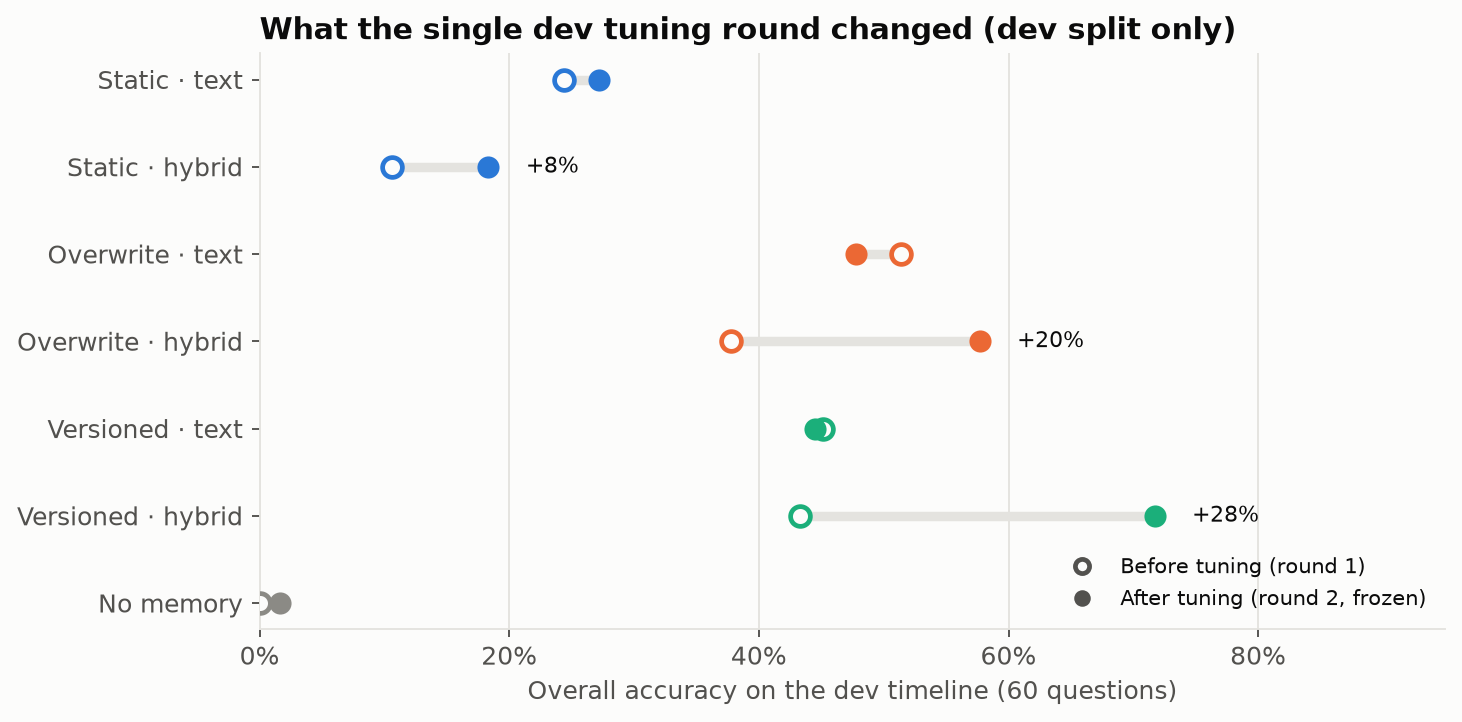 What the single dev tuning round changed (dev split only)
Static · text
Static · hybrid
+8%
Overwrite · text
Overwrite · hybrid
+20%
Versioned · text
Versioned · hybrid
+28%
Before tuning (round 1)
After tuning (round 2, frozen)
No memory
0%
20%
40%
60%
80%
Overall accuracy on the dev timeline (60 questions)